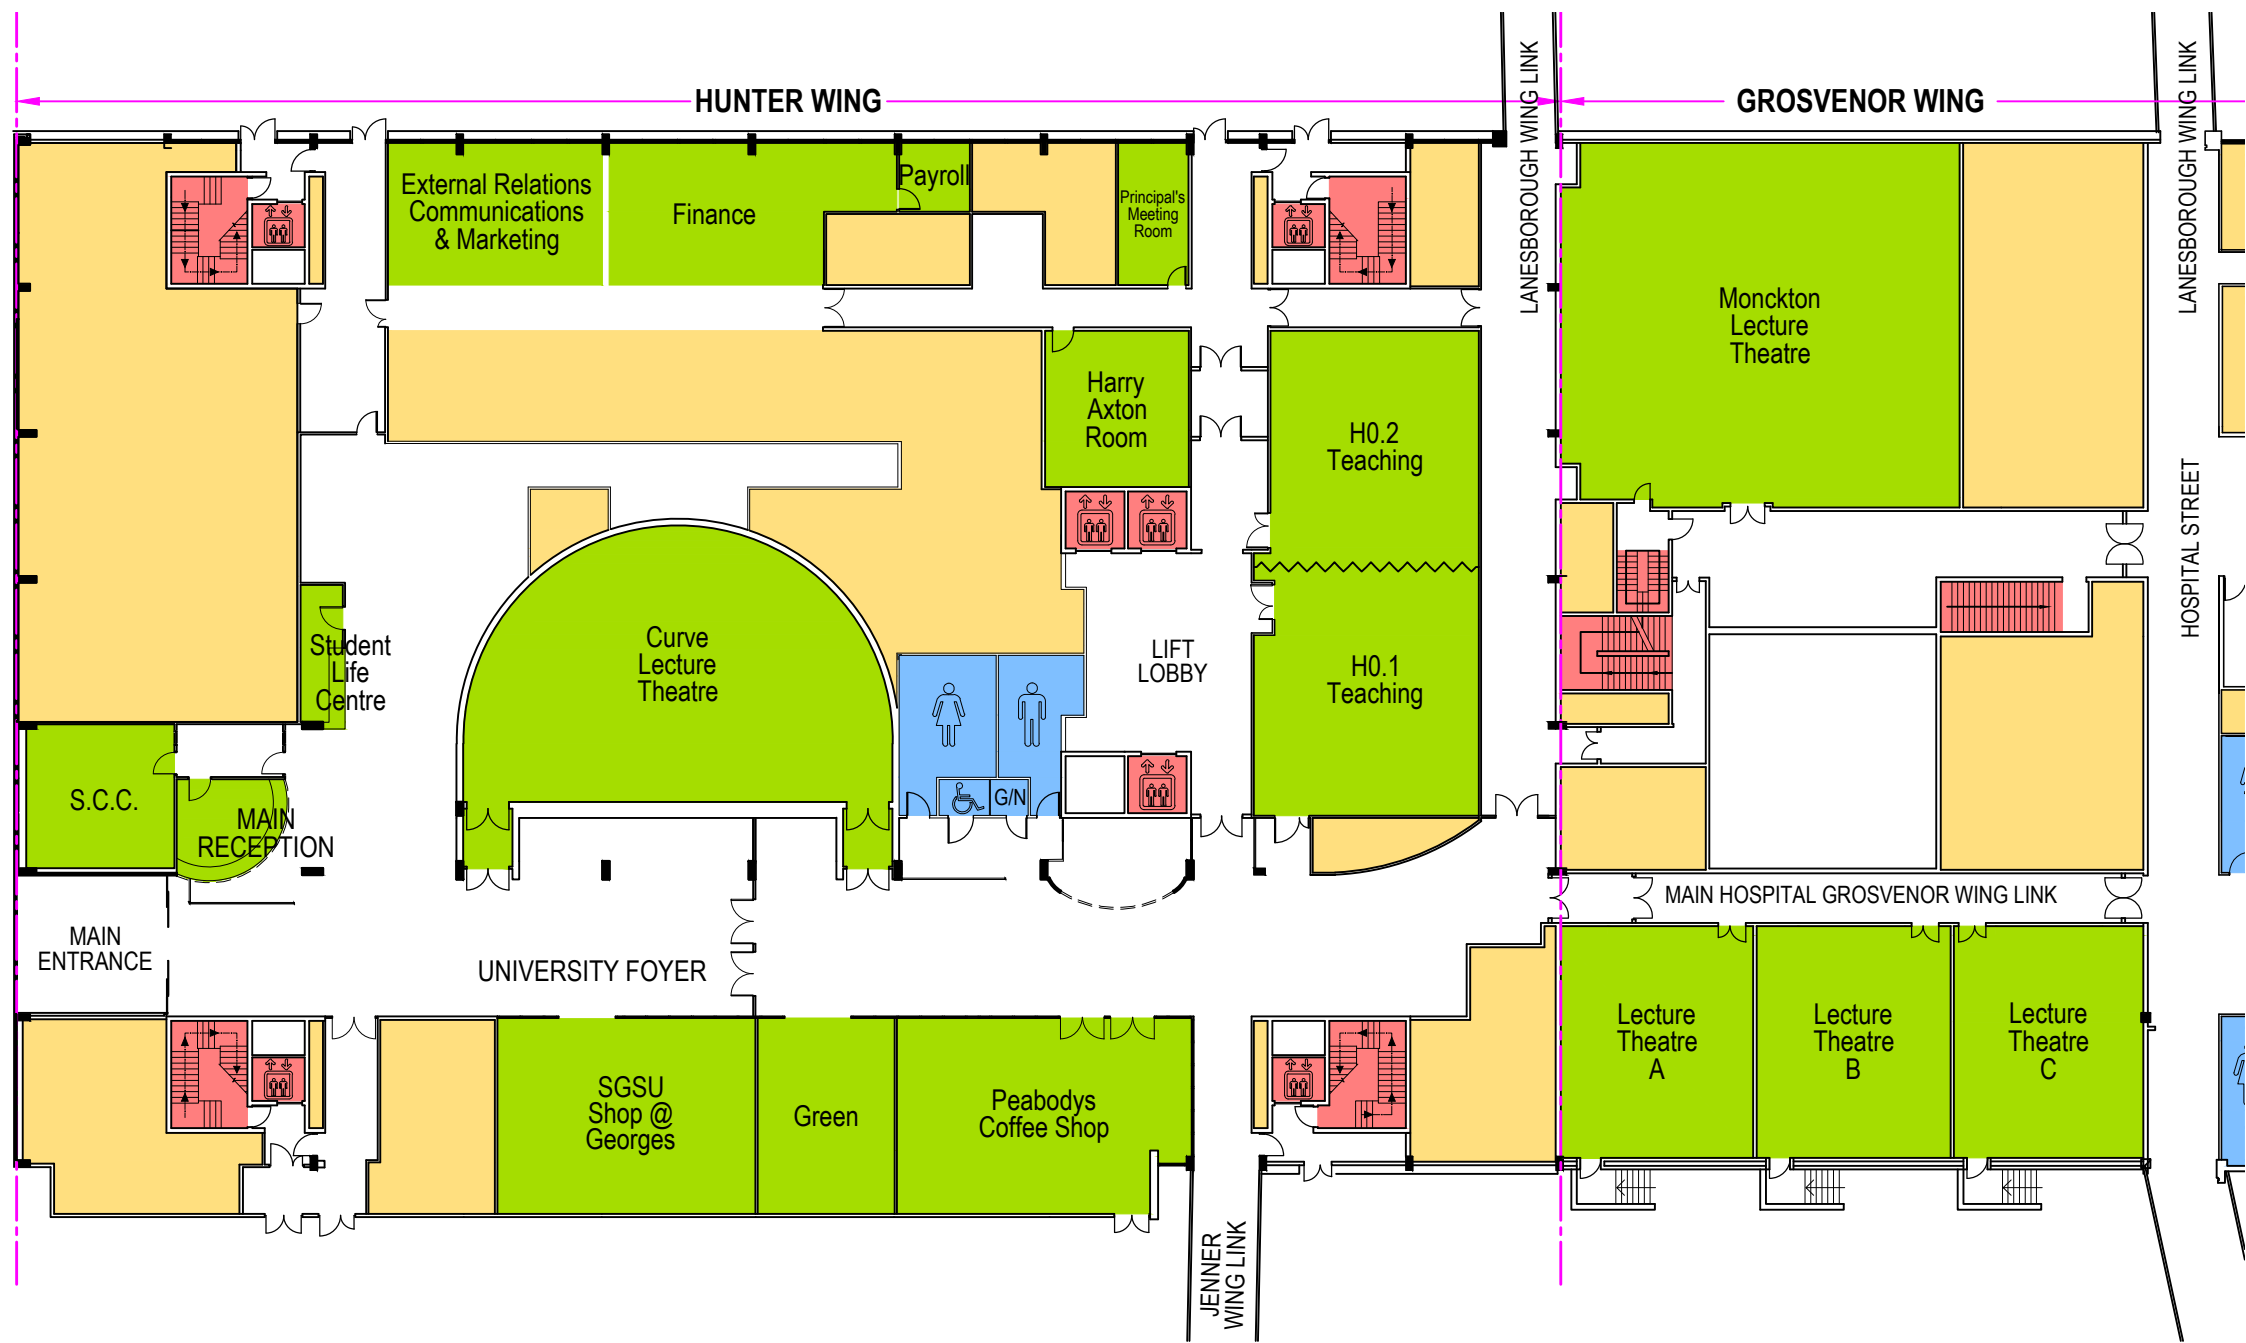 HUNTER WING
GROSVENOR WING
LANESBOROUGH WING LINK
LANESBOROUGH WING LINK
External Relations
Communications
& Marketing
Finance
Payroll
Principal's
Meeting
Room
Monckton
Lecture
Theatre
Harry
Axton
Room
H0.2
Teaching
HOSPITAL STREET
Student
Life
Centre
Curve
Lecture
Theatre
LIFT
LOBBY
H0.1
Teaching
S.C.C.
MAIN
RECEPTION
G/N
MAIN HOSPITAL GROSVENOR WING LINK
MAIN
ENTRANCE
UNIVERSITY FOYER
SGSU
Shop @
Georges
Green
Peabodys
Coffee Shop
Lecture
Theatre
A
Lecture
Theatre
B
Lecture
Theatre
C
JENNER
WING LINK